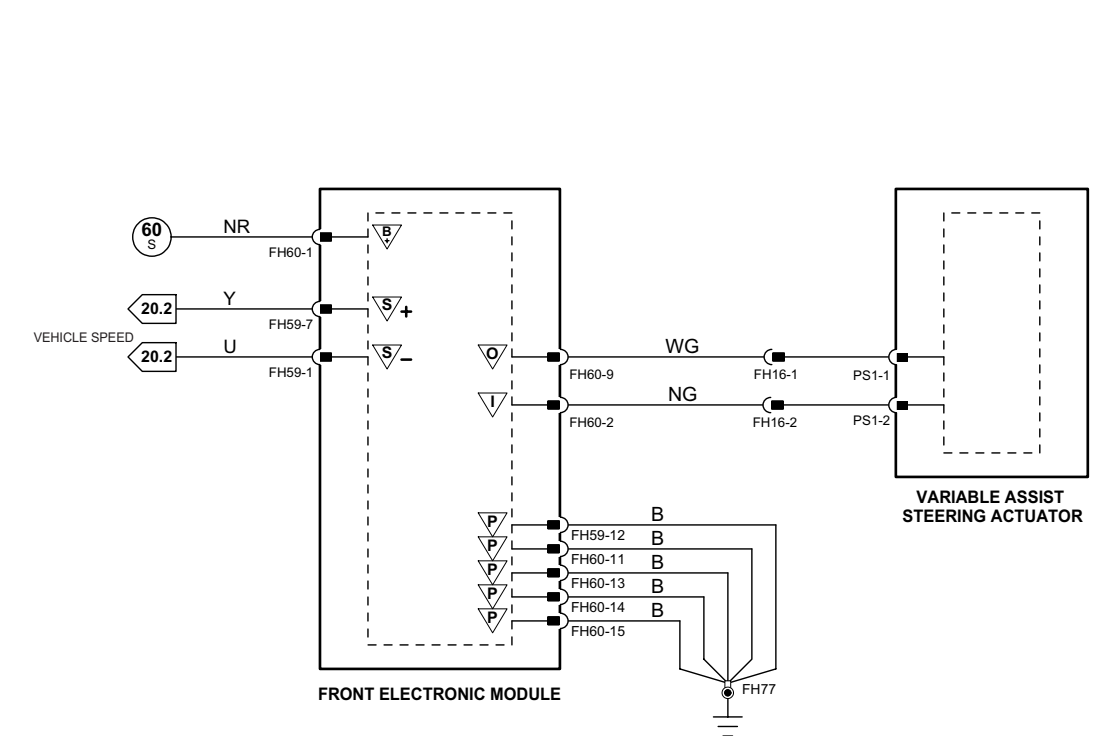 60
S
NR
FH60-1
B
+
20.2
Y
FH59-7
S
+
VEHICLE SPEED
20.2
U
FH59-1
S
–
O
FH60-9
WG
FH16-1
PS1-1
I
FH60-2
NG
FH16-2
PS1-2
VARIABLE ASSIST
STEERING ACTUATOR
P
FH59-12
B
P
FH60-11
B
P
FH60-13
B
P
FH60-14
B
P
FH60-15
B
FRONT ELECTRONIC MODULE
FH77